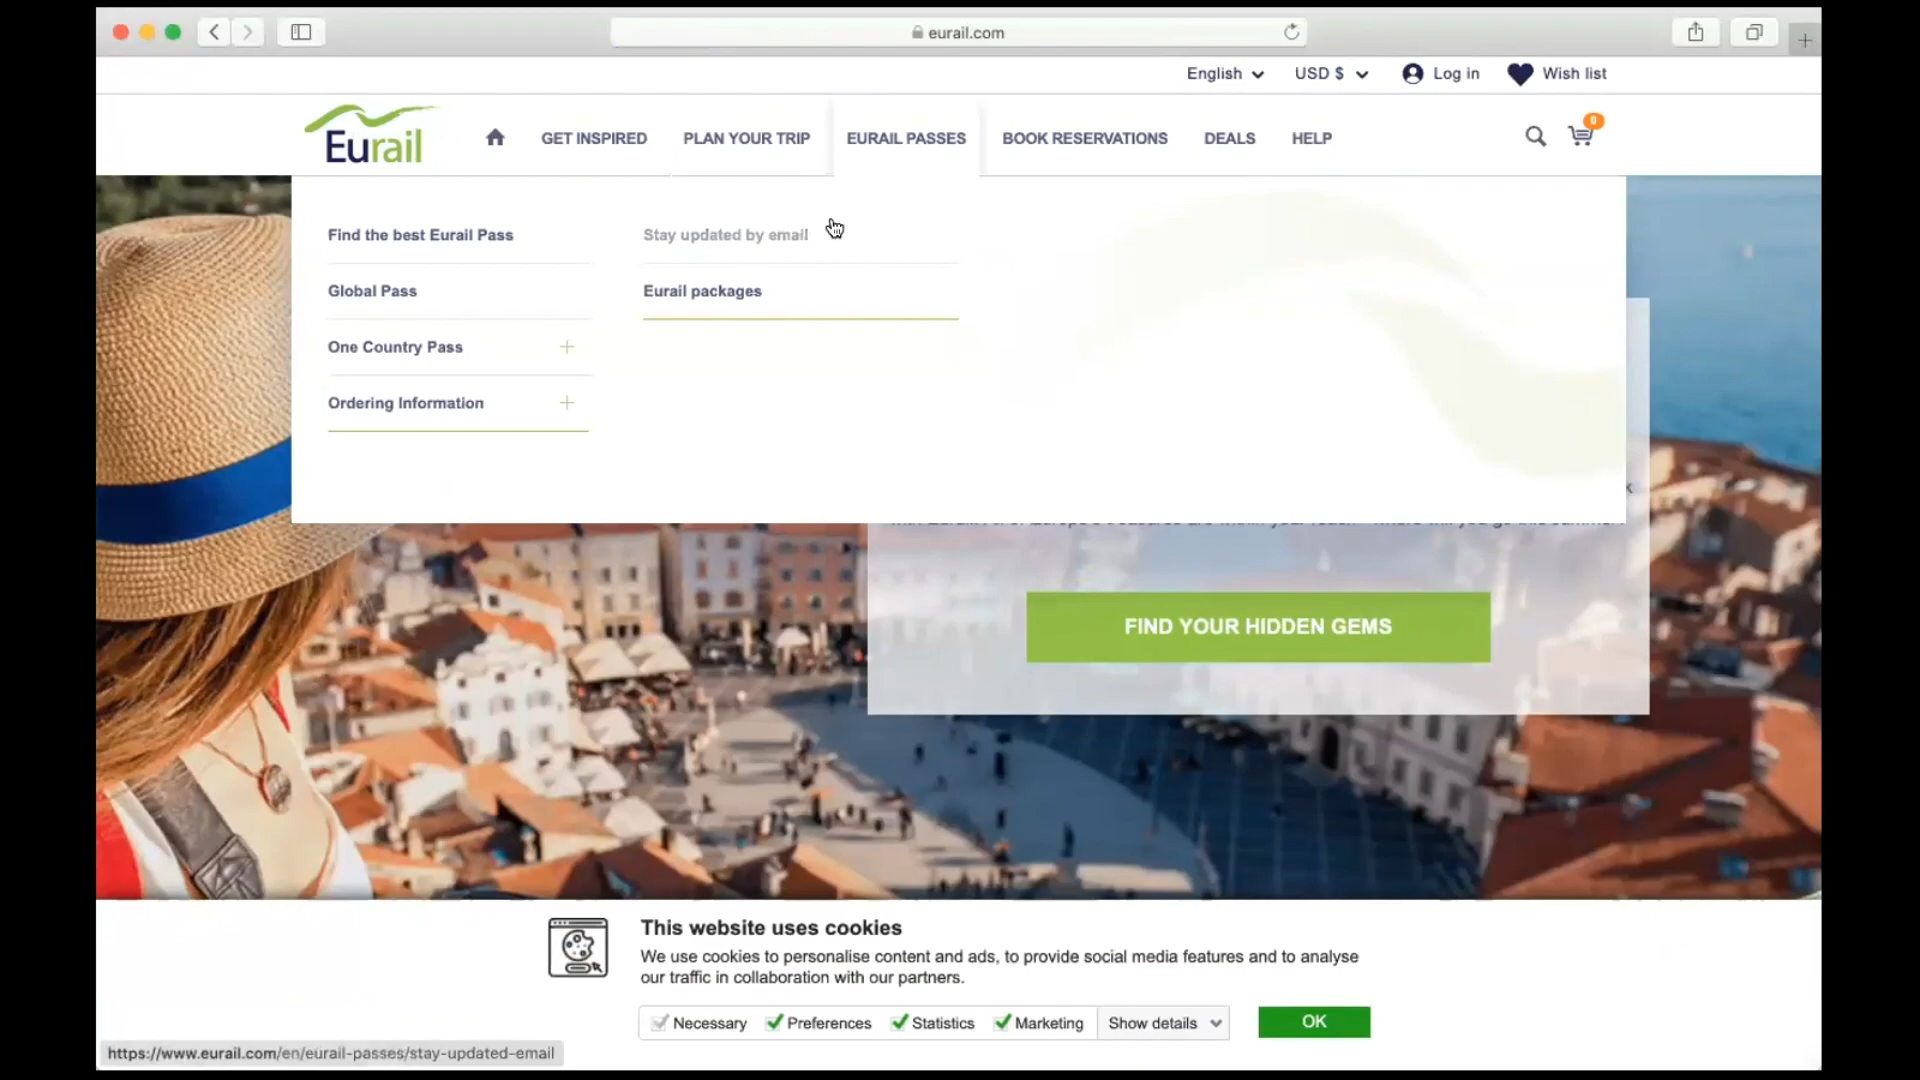 eurail.com
English
USD $
Log in
Wish list
Eurail
GET INSPIRED
PLAN YOUR TRIP
EURAIL PASSES
BOOK RESERVATIONS
DEALS
HELP
0
Find the best Eurail Pass
Stay updated by email
Global Pass
Eurail packages
One Country Pass
Ordering Information
FIND YOUR HIDDEN GEMS
This website uses cookies
We use cookies to personalise content and ads, to provide social media features and to analyse
our traffic in collaboration with our partners.
Necessary
Preferences
Statistics
Marketing
Show details
OK
https://www.eurail.com/en/eurail-passes/stay-updated-email